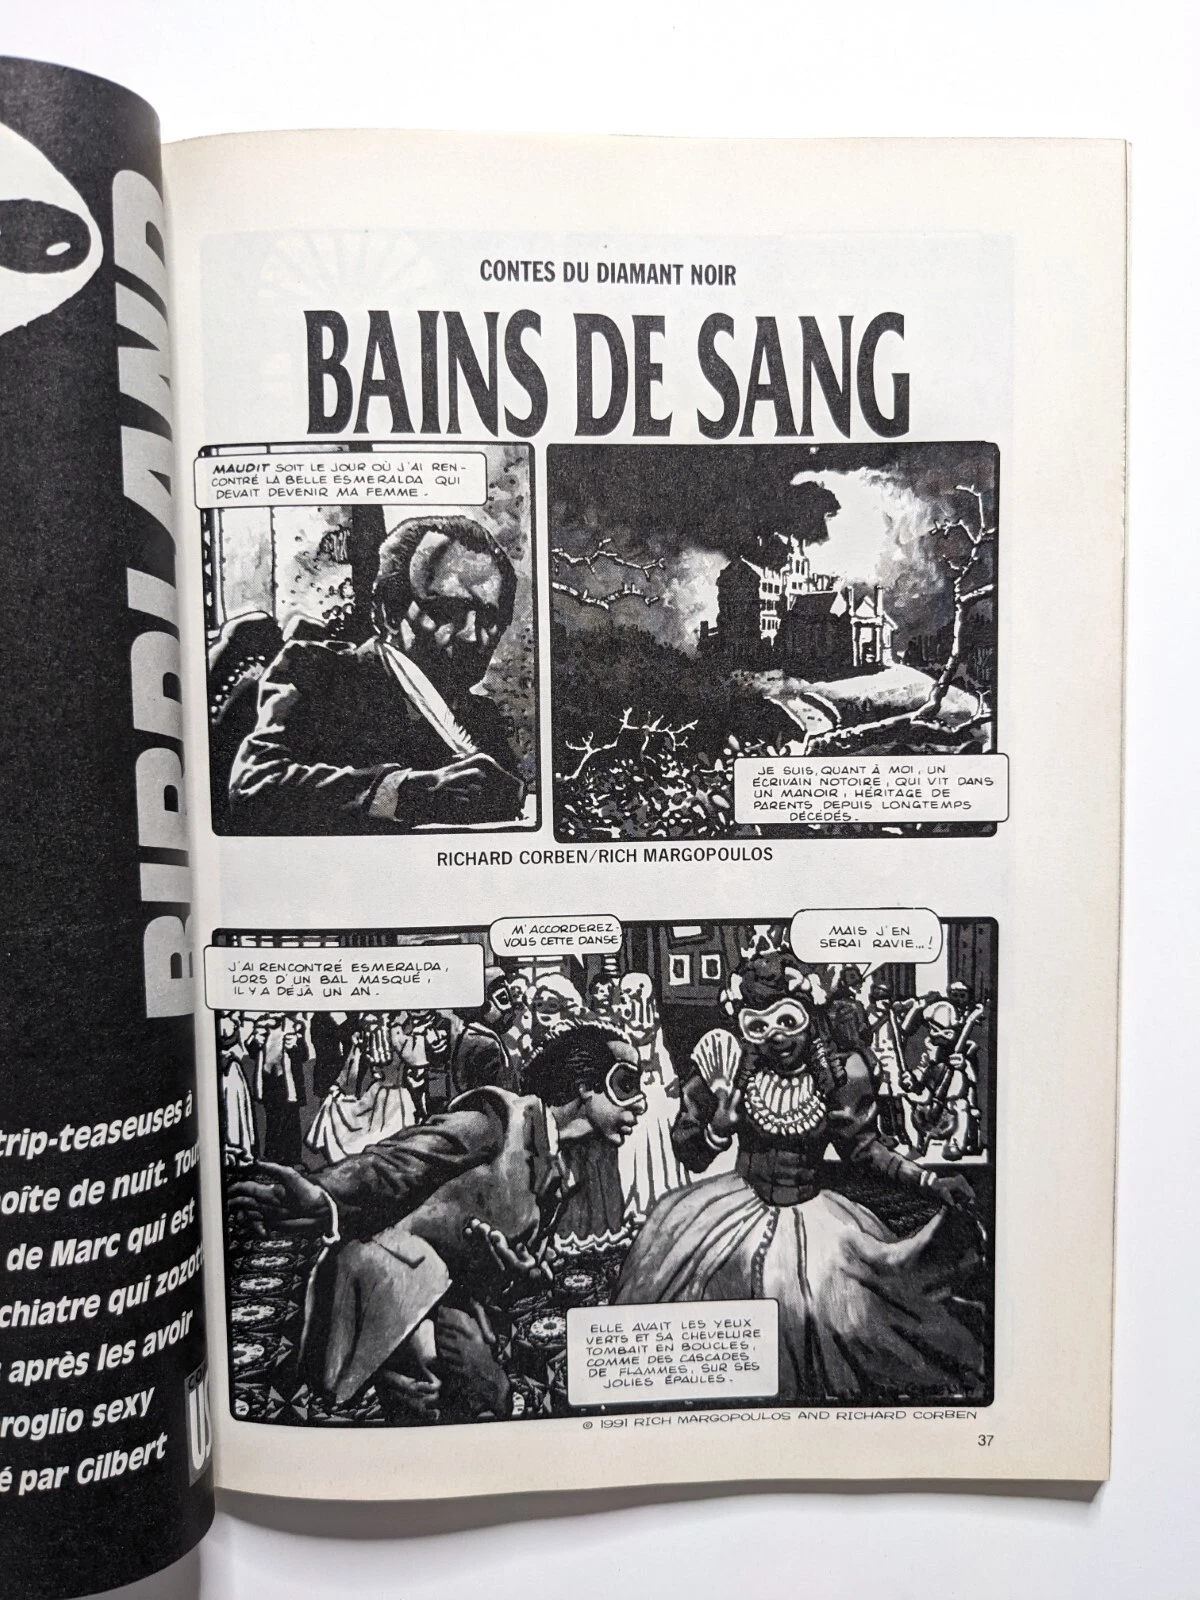 BIRDLAND
trip-teaseuses à
boîte de nuit. Tou
de Marc qui est
chiatre qui zozot
après les avoir
roglio sexy
é par Gilbert
CO
US
CONTES DU DIAMANT NOIR
BAINS DE SANG
MAUDIT SOIT LE JOUR OÙ J'AI REN-
CONTRÉ LA BELLE ESMERALDA QUI
DEVAIT DEVENIR MA FEMME.
JE SUIS, QUANT À MOI, UN
ÉCRIVAIN NOTOIRE, QUI VIT DANS
UN MANOIR, HÉRITAGE DE
PARENTS DEPUIS LONGTEMPS
DÉCÉDÉS.
RICHARD CORBEN/RICH MARGOPOULOS
J'AI RENCONTRÉ ESMERALDA,
LORS D'UN BAL MASQUÉ,
IL Y A DÉJÀ UN AN.
M'ACCORDEREZ-
VOUS CETTE DANSE?
MAIS J'EN
SERAI RAVIE...!
ELLE AVAIT LES YEUX
VERTS ET SA CHEVELURE
TOMBAIT EN BOUCLES,
COMME DES CASCADES
DE FLAMMES, SUR SES
JOLIES ÉPAULES.
© 1991 RICH MARGOPOULOS AND RICHARD CORBEN
37